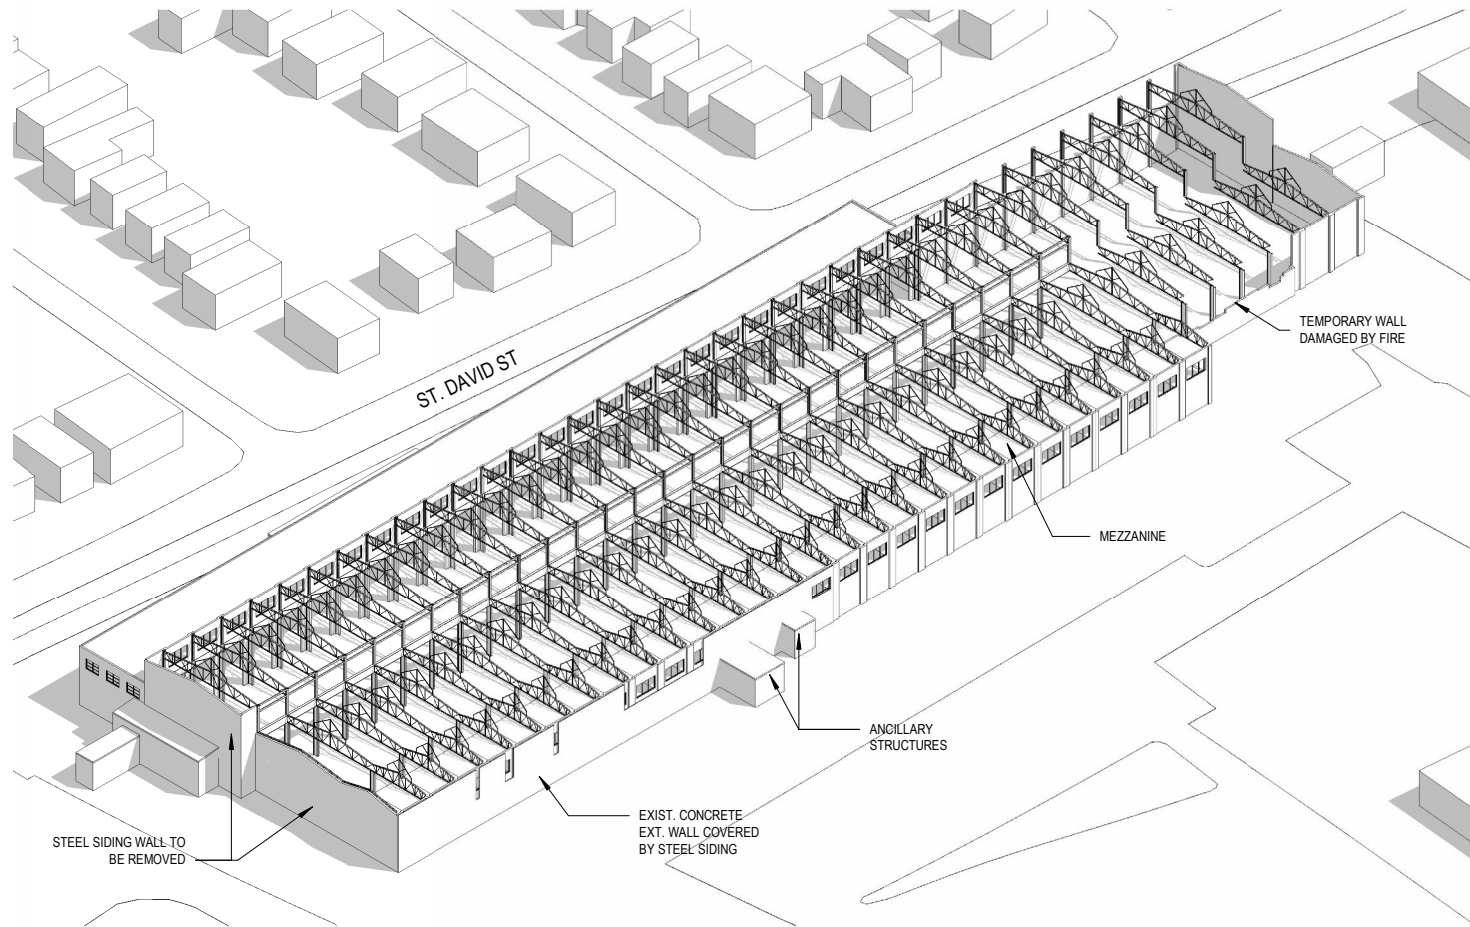 TEMPORARY WALL
DAMAGED BY FIRE
ST. DAVID ST
MEZZANINE
ANCILLARY
STRUCTURES
EXIST. CONCRETE
EXT. WALL COVERED
BY STEEL SIDING
STEEL SIDING WALL TO
BE REMOVED